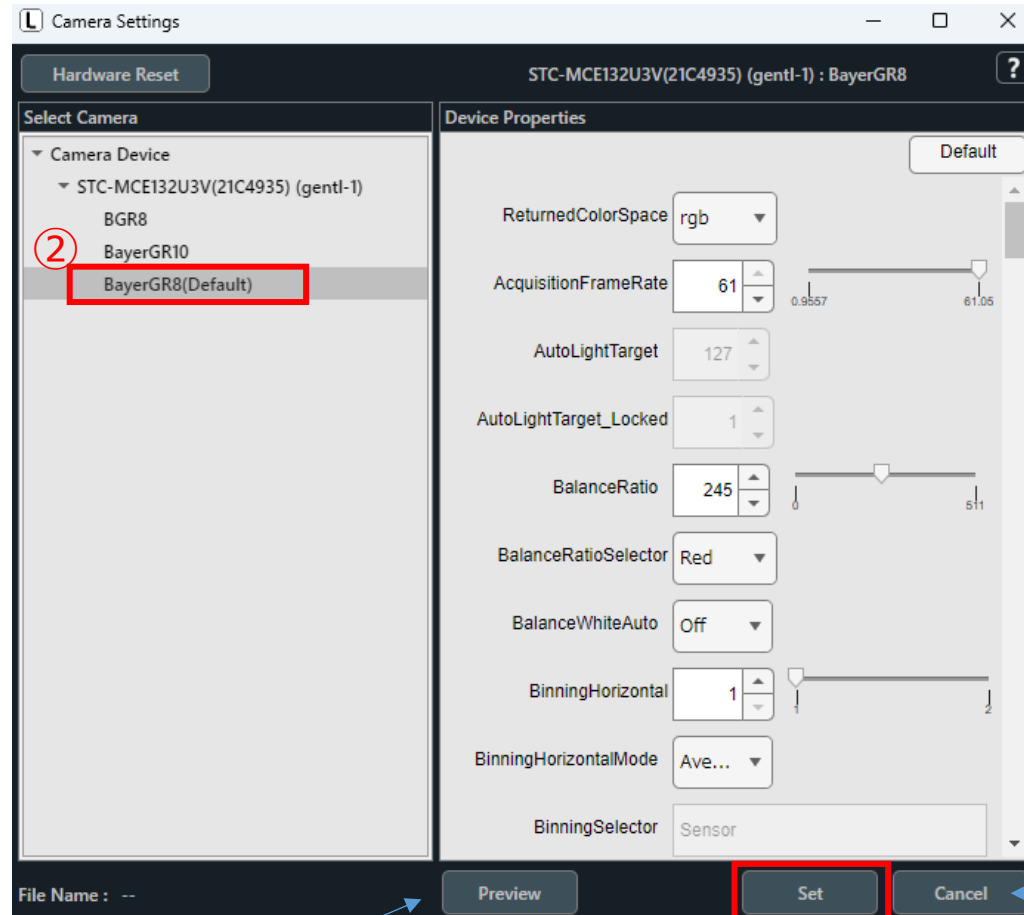 L Camera Settings
Hardware Reset
STC-MCE132U3V(21C4935) (gentl-1) : BayerGR8
?
Select Camera
Camera Device
STC-MCE132U3V(21C4935) (gentl-1)
BGR8
②
BayerGR10
BayerGR8(Default)
Device Properties
Default
ReturnedColorSpace rgb
AcquisitionFrameRate 61
0.9557 61.05
AutoLightTarget 127
AutoLightTarget_Locked 1
BalanceRatio 245
0 511
BalanceRatioSelector Red
BalanceWhiteAuto Off
BinningHorizontal 1
1 2
BinningHorizontalMode Ave...
BinningSelector Sensor
File Name : --
Preview
Set
Cancel